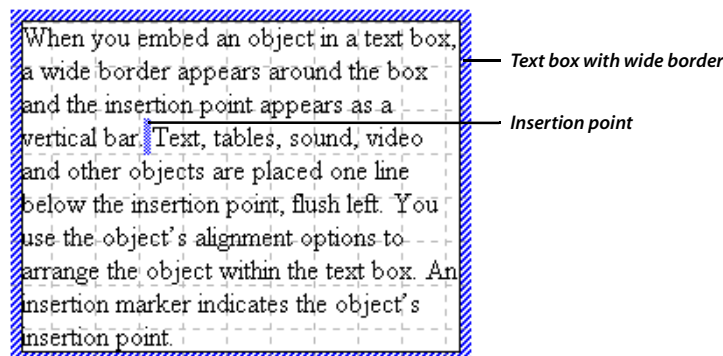 When you embed an object in a text box,
a wide border appears around the box
and the insertion point appears as a
vertical bar. Text, tables, sound, video
and other objects are placed one line
below the insertion point, flush left. You
use the object's alignment options to
arrange the object within the text box. An
insertion marker indicates the object's
insertion point.
Text box with wide border
Insertion point